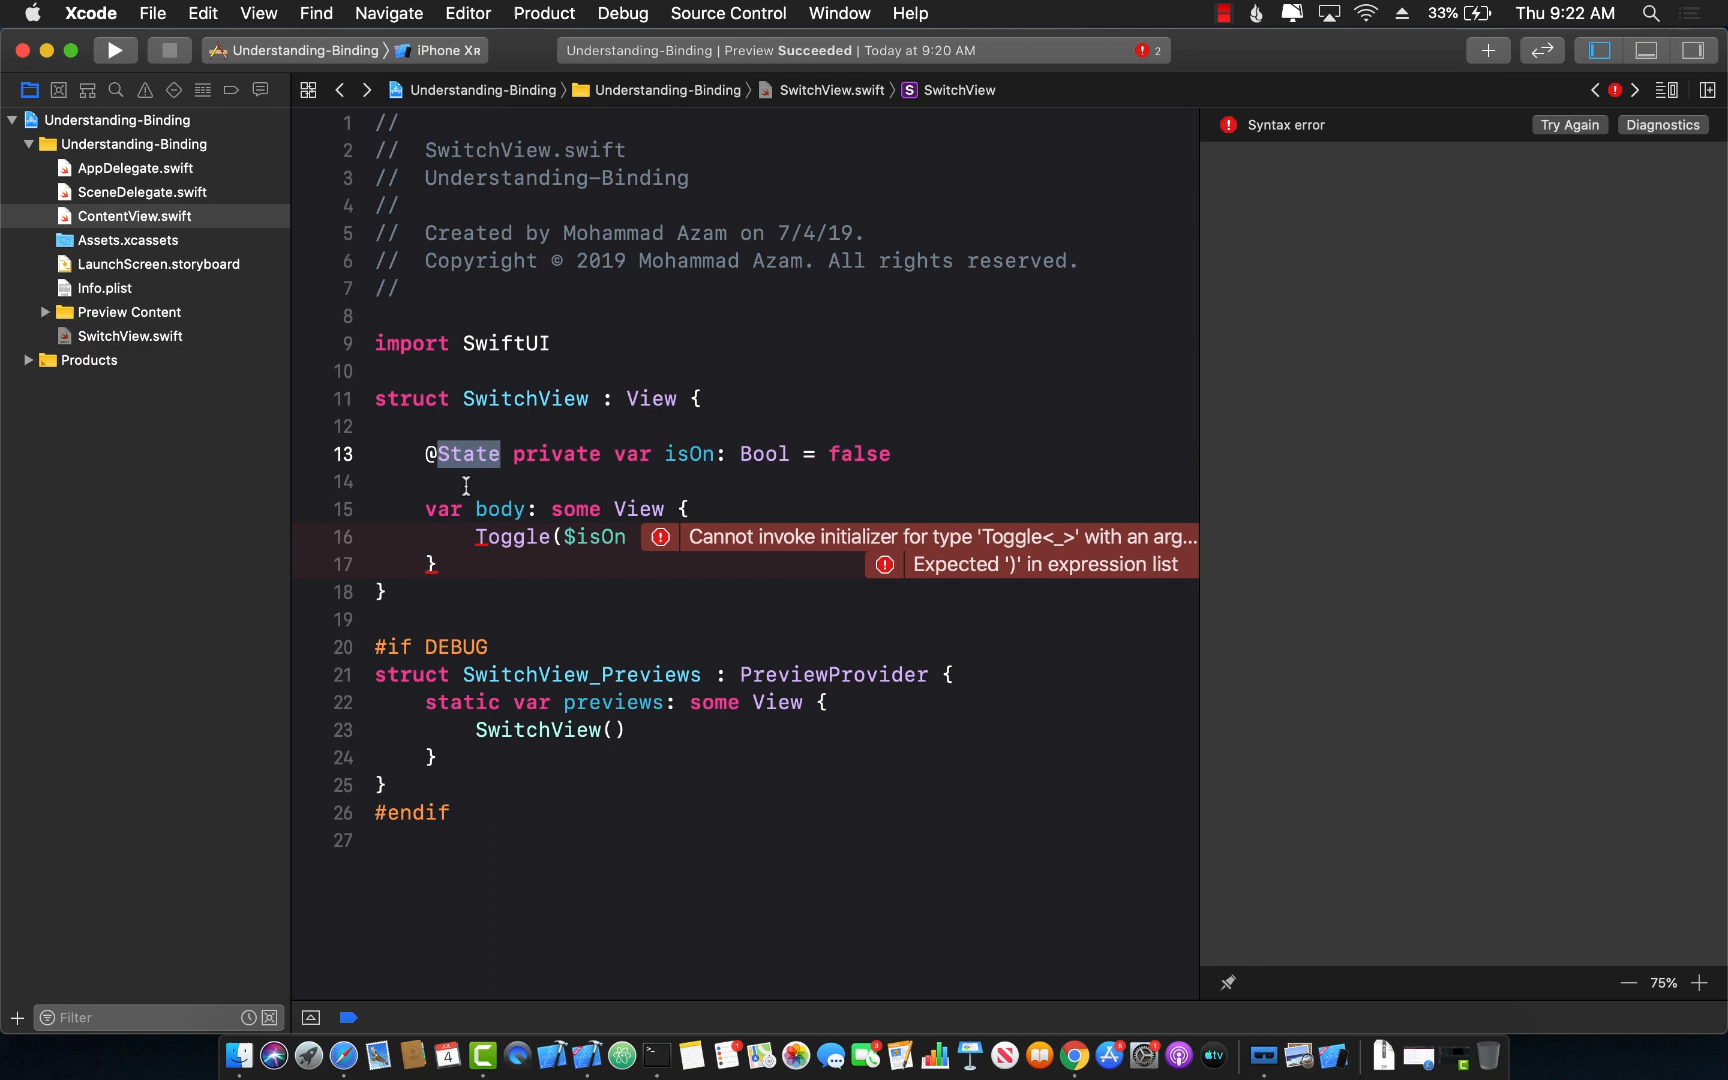 Xcode File Edit View Find Navigate Editor Product Debug Source Control Window Help 33% Thu 9:22 AM
Understanding-Binding iPhone XR Understanding-Binding | Preview Succeeded | Today at 9:20 AM 2
Understanding-Binding Understanding-Binding SwitchView.swift S SwitchView
Understanding-Binding
Understanding-Binding
AppDelegate.swift
SceneDelegate.swift
ContentView.swift
Assets.xcassets
LaunchScreen.storyboard
Info.plist
Preview Content
SwitchView.swift
Products
Filter
1 //
2 // SwitchView.swift
3 // Understanding-Binding
4 //
5 // Created by Mohammad Azam on 7/4/19.
6 // Copyright © 2019 Mohammad Azam. All rights reserved.
7 //
8
9 import SwiftUI
10
11 struct SwitchView : View {
12
13 @State private var isOn: Bool = false
14
15 var body: some View {
16 Toggle($isOn Cannot invoke initializer for type 'Toggle<_>' with an arg...
17 } Expected ')' in expression list
18 }
19
20 #if DEBUG
21 struct SwitchView_Previews : PreviewProvider {
22 static var previews: some View {
23 SwitchView()
24 }
25 }
26 #endif
27
Syntax error Try Again Diagnostics
75%